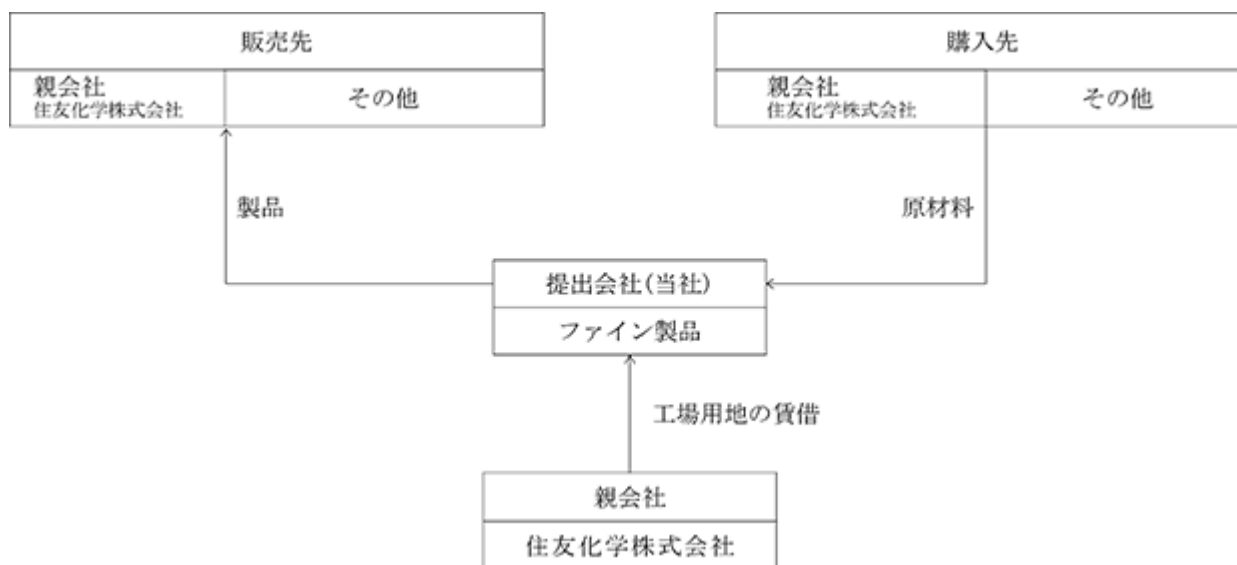 販売先
親会社
住友化学株式会社
その他
購入先
親会社
住友化学株式会社
その他
製品
原材料
提出会社(当社)
ファイン製品
工場用地の賃借
親会社
住友化学株式会社